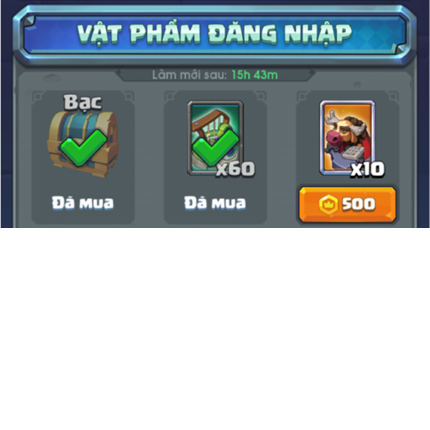 VẬT PHẨM ĐĂNG NHẬP
Làm mới sau: 15h 43m
Bạc
x60
x10
Đã mua
Đã mua
500